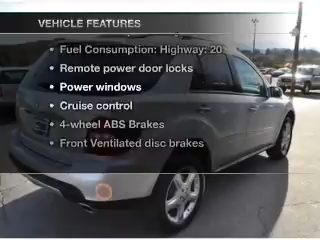 VEHICLE FEATURES
• Fuel Consumption: Highway: 20
• Remote power door locks
• Power windows
• Cruise control
• 4-wheel ABS Brakes
• Front Ventilated disc brakes